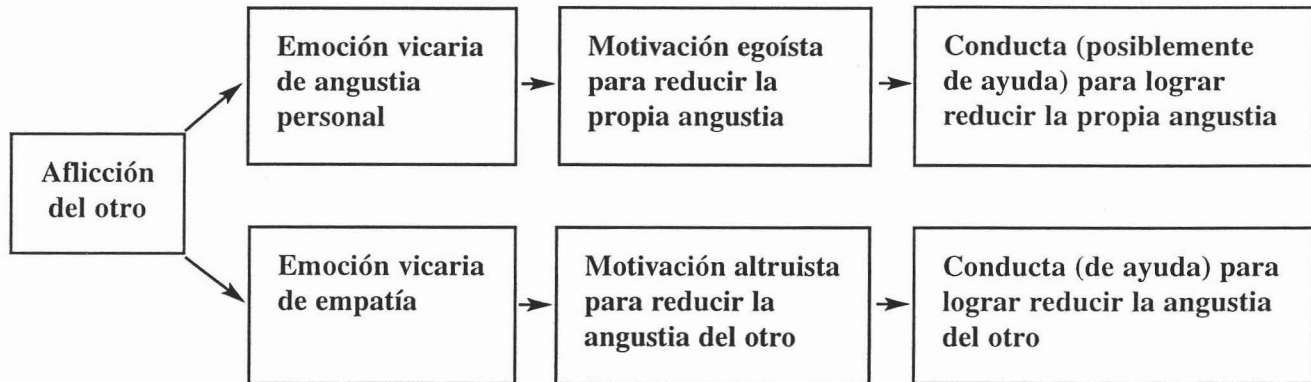 Aflicción
del otro
Emoción vicaria
de angustia
personal
Motivación egoísta
para reducir la
propia angustia
Conducta (posiblemente
de ayuda) para lograr
reducir la propia angustia
Emoción vicaria
de empatía
Motivación altruista
para reducir la
angustia del otro
Conducta (de ayuda) para
lograr reducir la angustia
del otro